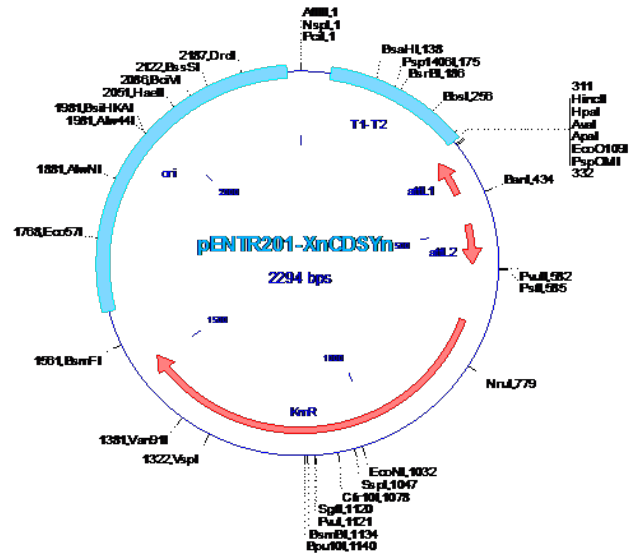 AflIII,1
NspI,1
PciI,1
2187,DrdI
2122,BssSI
2086,BciVI
2051,HaeII
1981,BsiHKAI
1981,Alw44I
1881,AlwNI
1768,Eco57I
1561,BsmFI
1381,Van91I
1322,VspI
BsaHI,138
Psp1406I,175
BsrBI,186
BbsI,256
311
HincII
HpaI
AvaI
ApaI
EcoO109I
PspOMI
332
BanI,434
PvuII,582
PstI,585
NruI,779
EcoNI,1032
SspI,1047
Cfr10I,1078
SgfI,1120
PvuI,1121
BsmBI,1134
Bpu10I,1140
T1-T2
ori
attL1
attL2
2000
500
1500
1000
pENTR201-XnCDSYn
2294 bps
KmR